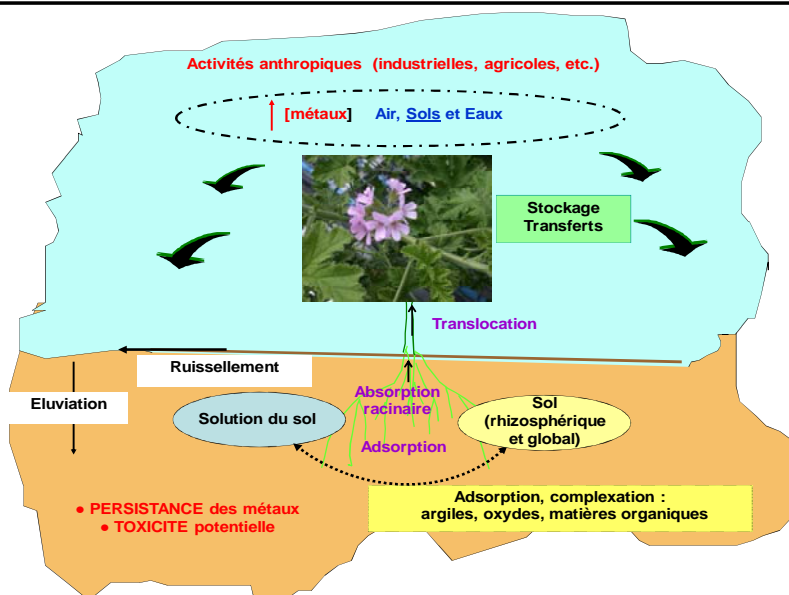 Activités anthropiques (industrielles, agricoles, etc.)
[métaux] Air, Sols et Eaux
Stockage
Transferts
Translocation
Ruissellement
Eluviation
Absorption
racinaire
Solution du sol
Sol
(rhizosphérique
et global)
Adsorption
● PERSISTANCE des métaux
● TOXICITE potentielle
Adsorption, complexation :
argiles, oxydes, matières organiques